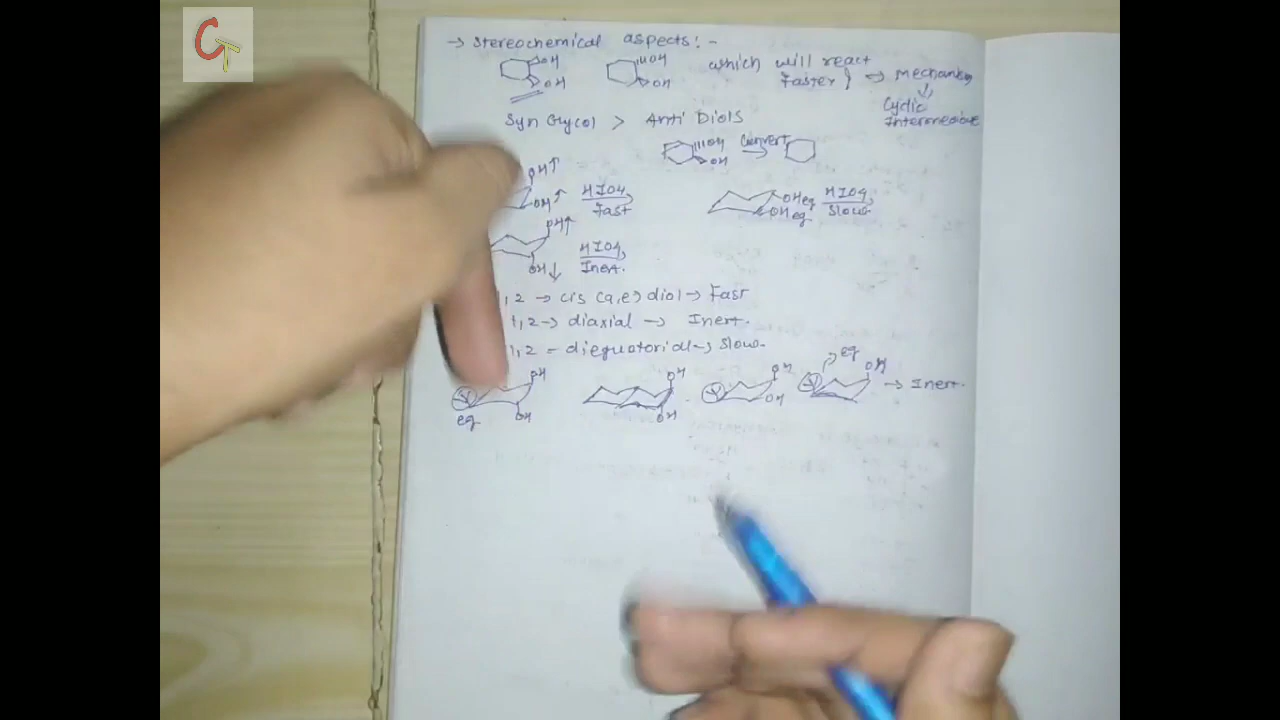 CT
→ Stereochemical aspects:-
OH OH OH OH which will react Faster } ⇒ Mechanism
↓
Cyclic Intermediate
Syn Glycol > Anti Diols
OH OH Convert →
OH↑ OH↑ HIO4, Fast OHeq OHeq HIO4, Slow
OH↑ OH↓ HIO4, Inert.
1,2 → cis (a,e) diol → Fast
1,2 → diaxial → Inert.
1,2 = diequatorial → Slow.
eq OH OH OH OH OH OH eq OH → Inert.